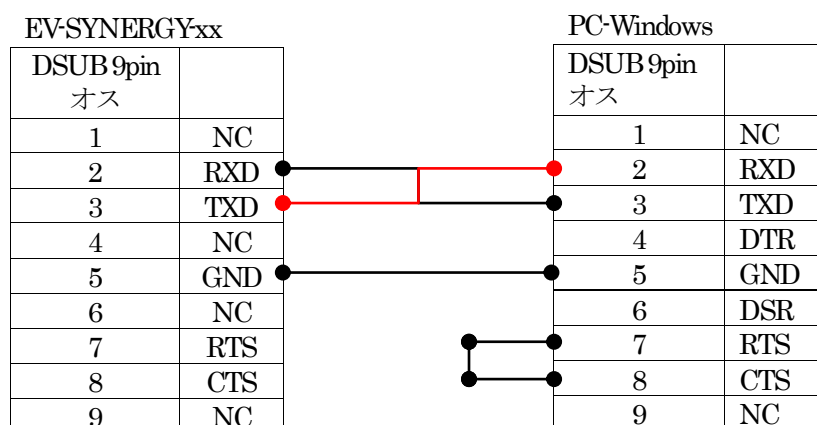 EV-SYNERGY-xx
DSUB 9pin
オス
1 NC
2 RXD
3 TXD
4 NC
5 GND
6 NC
7 RTS
8 CTS
9 NC
PC-Windows
DSUB 9pin
オス
1 NC
2 RXD
3 TXD
4 DTR
5 GND
6 DSR
7 RTS
8 CTS
9 NC